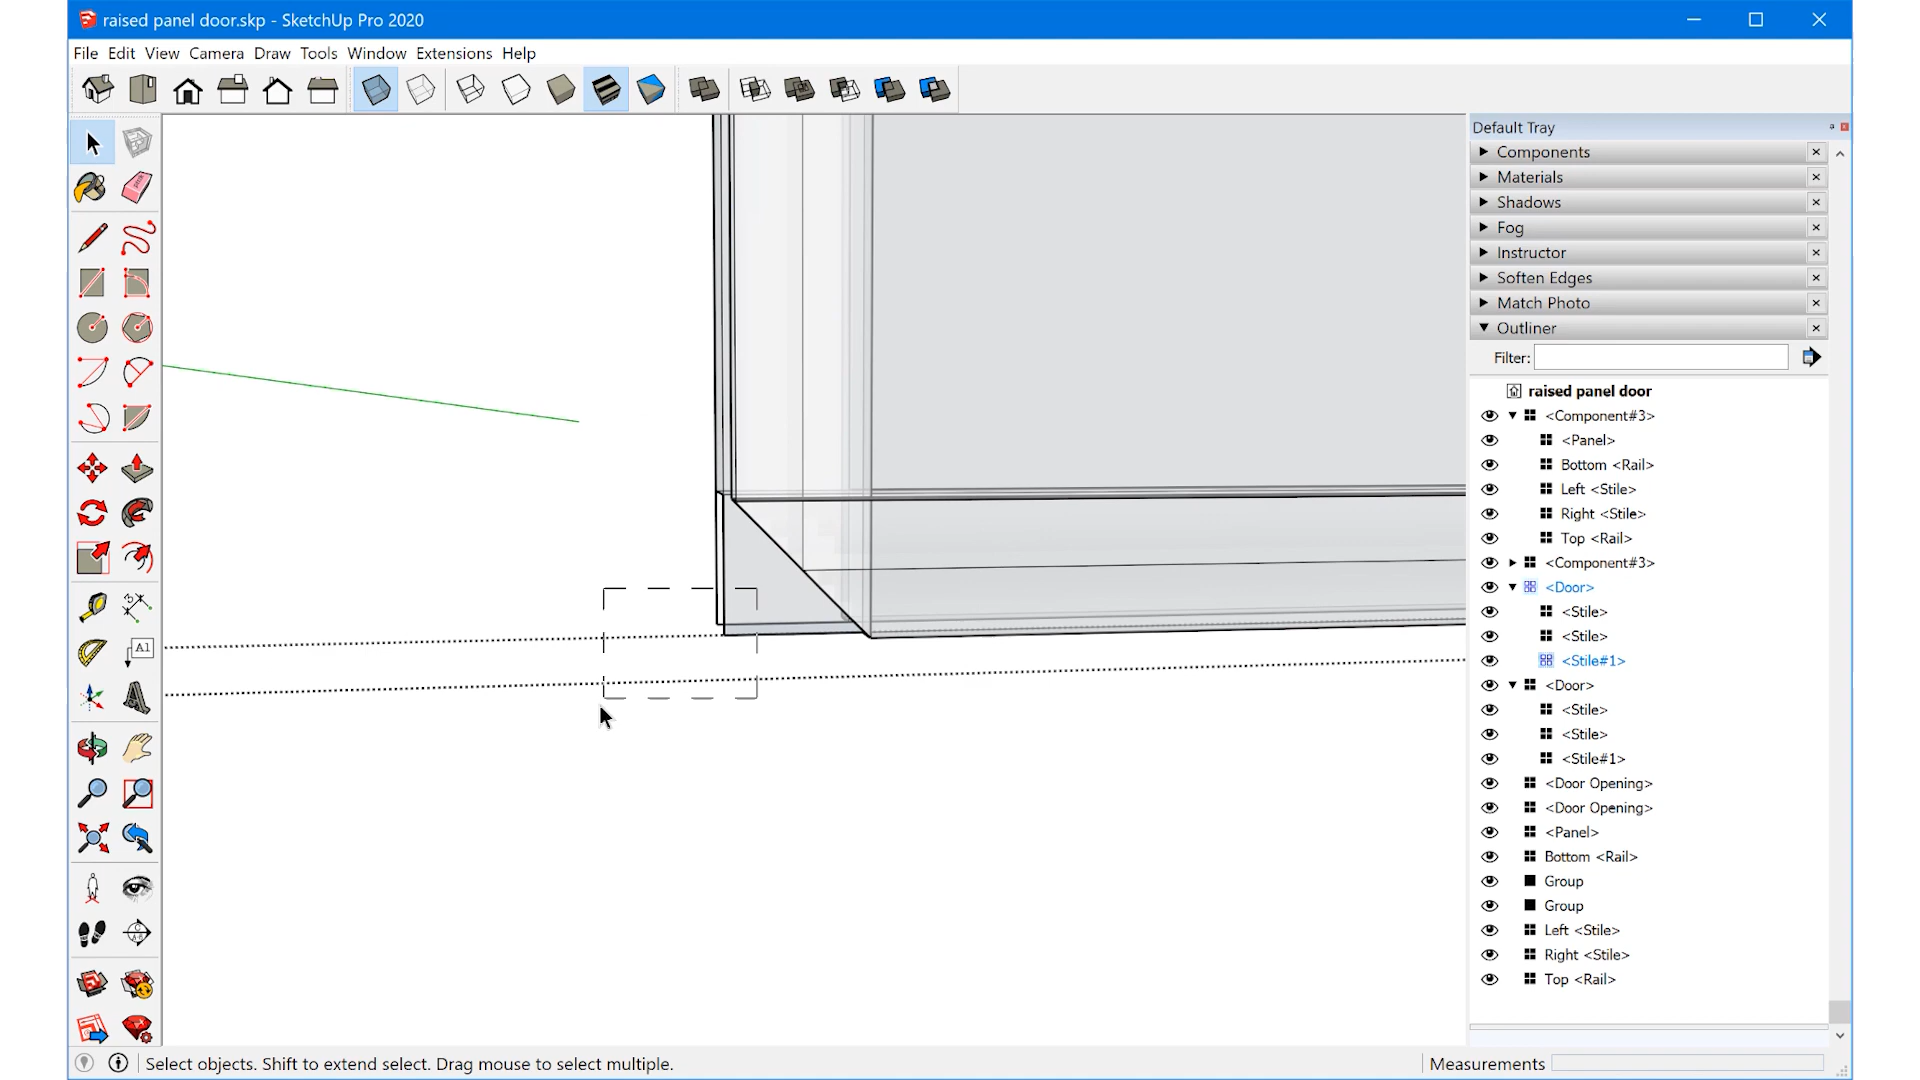 raised panel door.skp - SketchUp Pro 2020
File Edit View Camera Draw Tools Window Extensions Help
Default Tray
Components
Materials
Shadows
Fog
Instructor
Soften Edges
Match Photo
Outliner
Filter:
raised panel door
<Component#3>
<Panel>
Bottom <Rail>
Left <Stile>
Right <Stile>
Top <Rail>
<Component#3>
<Door>
<Stile>
<Stile>
<Stile#1>
<Door>
<Stile>
<Stile>
<Stile#1>
<Door Opening>
<Door Opening>
<Panel>
Bottom <Rail>
Group
Group
Left <Stile>
Right <Stile>
Top <Rail>
A1
Select objects. Shift to extend select. Drag mouse to select multiple.
Measurements